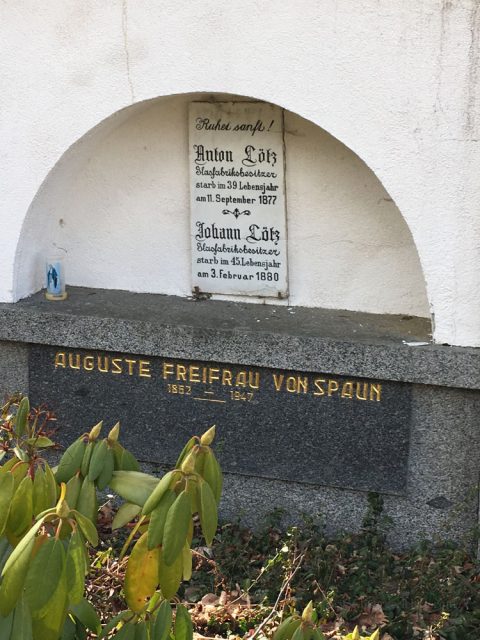 Ruhet sanft!
Anton Lötz
Glasfabriksbesitzer
starb im 39. Lebensjahr
am 11. September 1877
Johann Lötz
Glasfabriksbesitzer
starb im 45. Lebensjahr
am 3. Februar 1880
AUGUSTE FREIFRAU VON SPAUN
1852 – 1947